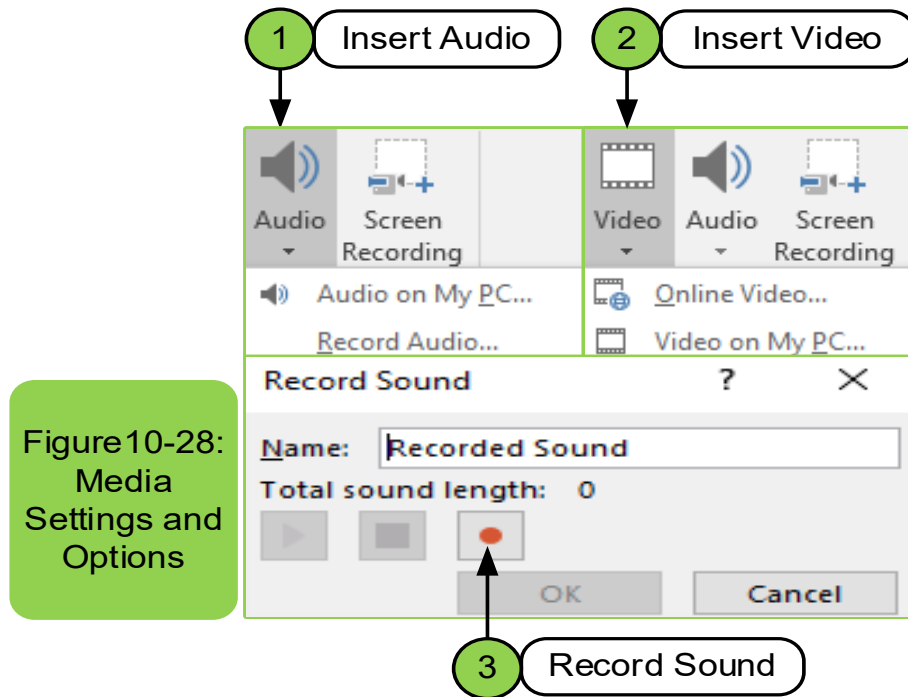 1 Insert Audio
2 Insert Video
Audio
Screen
Recording
Video
Audio
Screen
Recording
Audio on My PC...
Record Audio...
Online Video...
Video on My PC...
Record Sound ? ×
Name: Recorded Sound
Total sound length: 0
OK
Cancel
Figure10-28:
Media
Settings and
Options
3 Record Sound